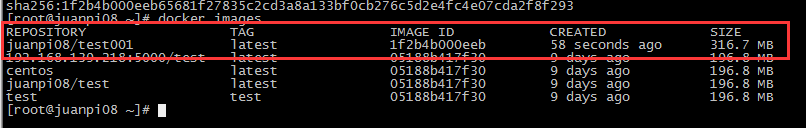 sha256:1f2b4b000eeb65681f27835c2cd3a8a133bf0cb276c5d2e4fc4e07cda2f8f293
[root@juanpi08 ~]# docker images
REPOSITORY TAG IMAGE ID CREATED SIZE
juanpi08/test001 latest 1f2b4b000eeb 58 seconds ago 316.7 MB
192.168.139.218:5000/test latest 05188b417f30 9 days ago 196.8 MB
centos latest 05188b417f30 9 days ago 196.8 MB
juanpi08/test latest 05188b417f30 9 days ago 196.8 MB
test test 05188b417f30 9 days ago 196.8 MB
[root@juanpi08 ~]#